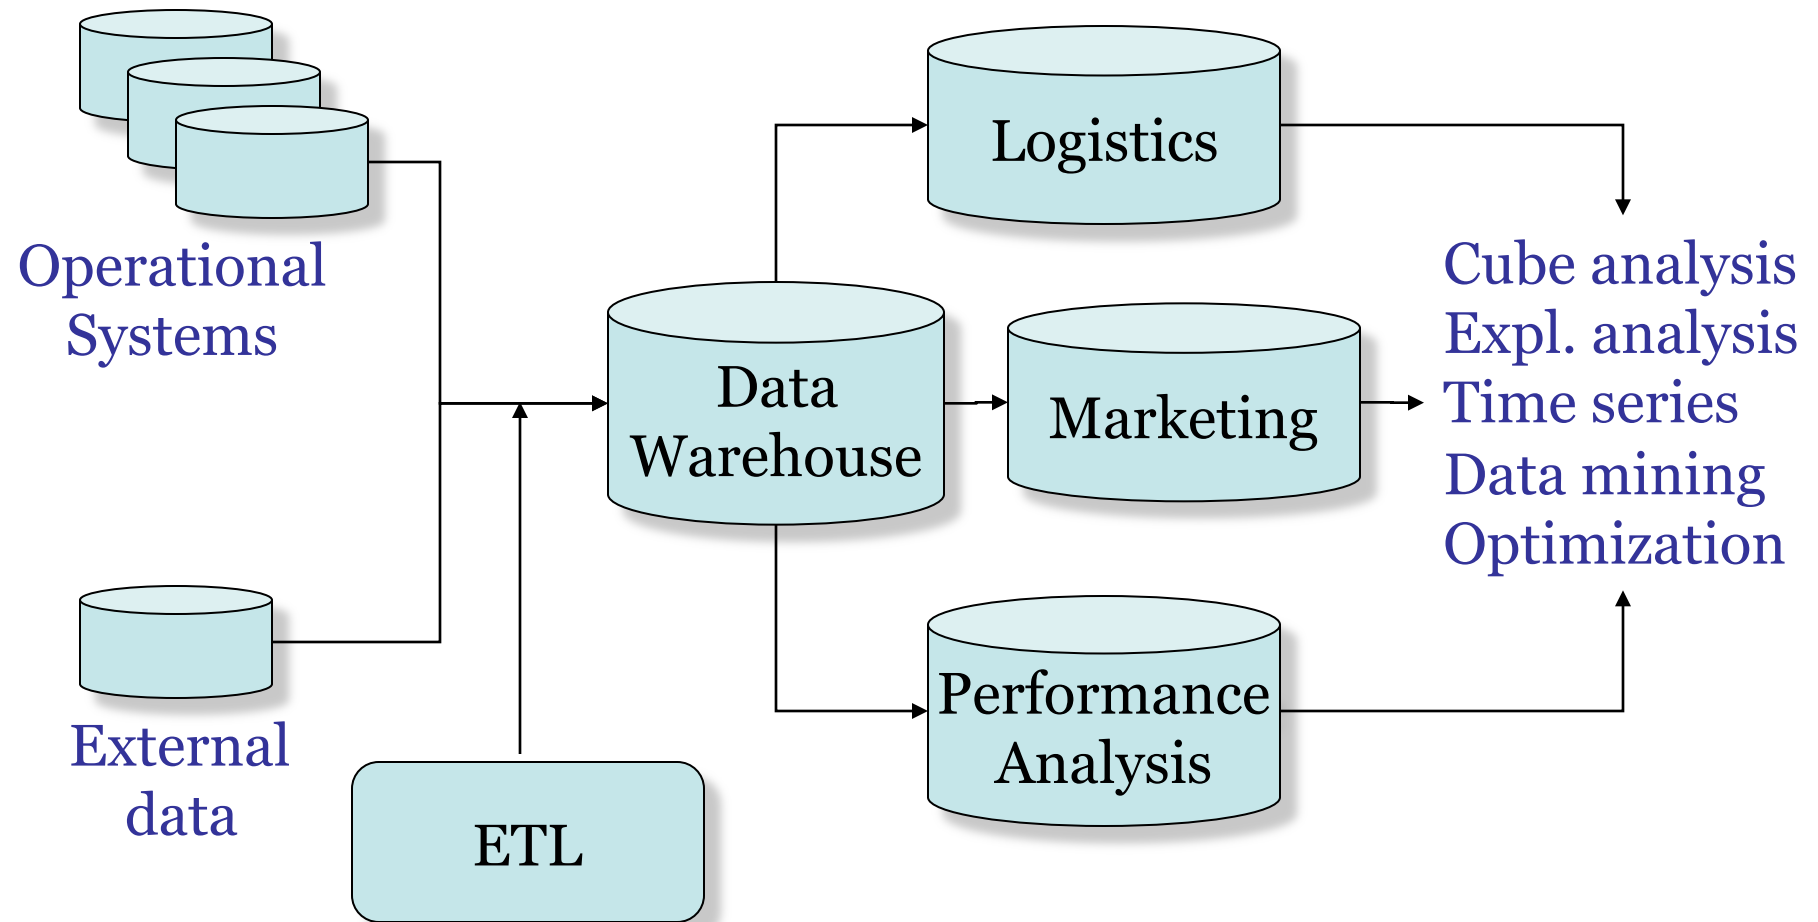 Operational
Systems
External
data
ETL
Data
Warehouse
Logistics
Marketing
Performance
Analysis
Cube analysis
Expl. analysis
Time series
Data mining
Optimization